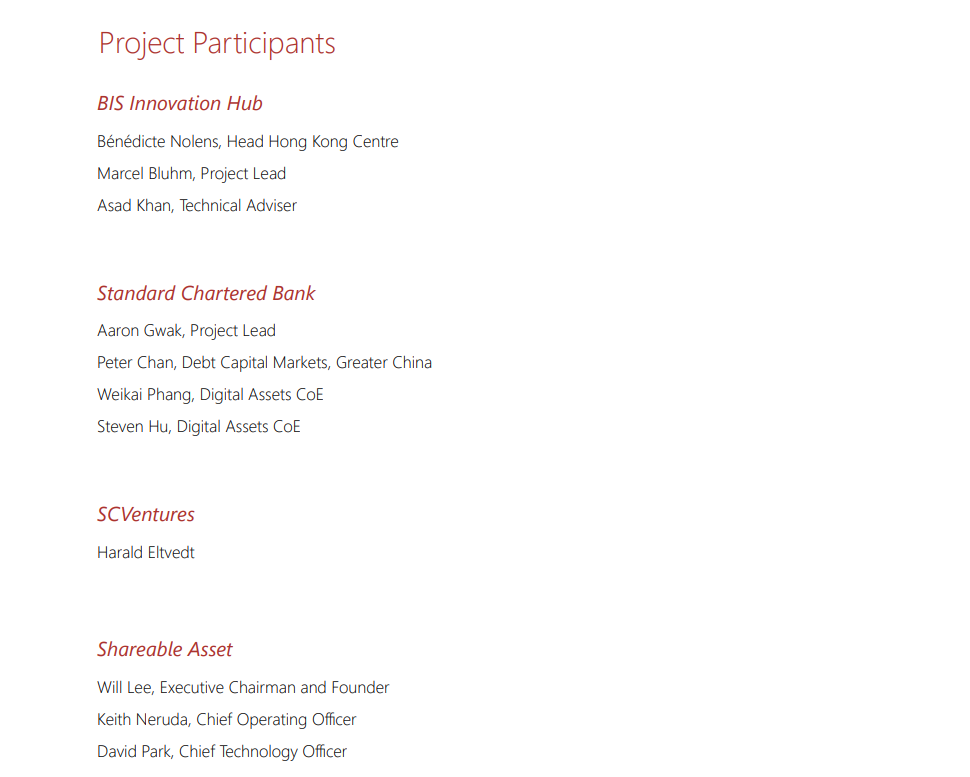 Project Participants
BIS Innovation Hub
Bénédicte Nolens, Head Hong Kong Centre
Marcel Bluhm, Project Lead
Asad Khan, Technical Adviser
Standard Chartered Bank
Aaron Gwak, Project Lead
Peter Chan, Debt Capital Markets, Greater China
Weikai Phang, Digital Assets CoE
Steven Hu, Digital Assets CoE
SCVentures
Harald Eltvedt
Shareable Asset
Will Lee, Executive Chairman and Founder
Keith Neruda, Chief Operating Officer
David Park, Chief Technology Officer